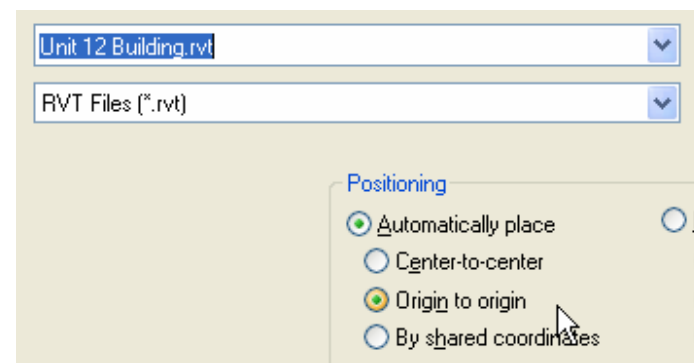 Unit 12 Building.rvt
RVT Files (*.rvt)
Positioning
Automatically place
Center-to-center
Origin to origin
By shared coordinates